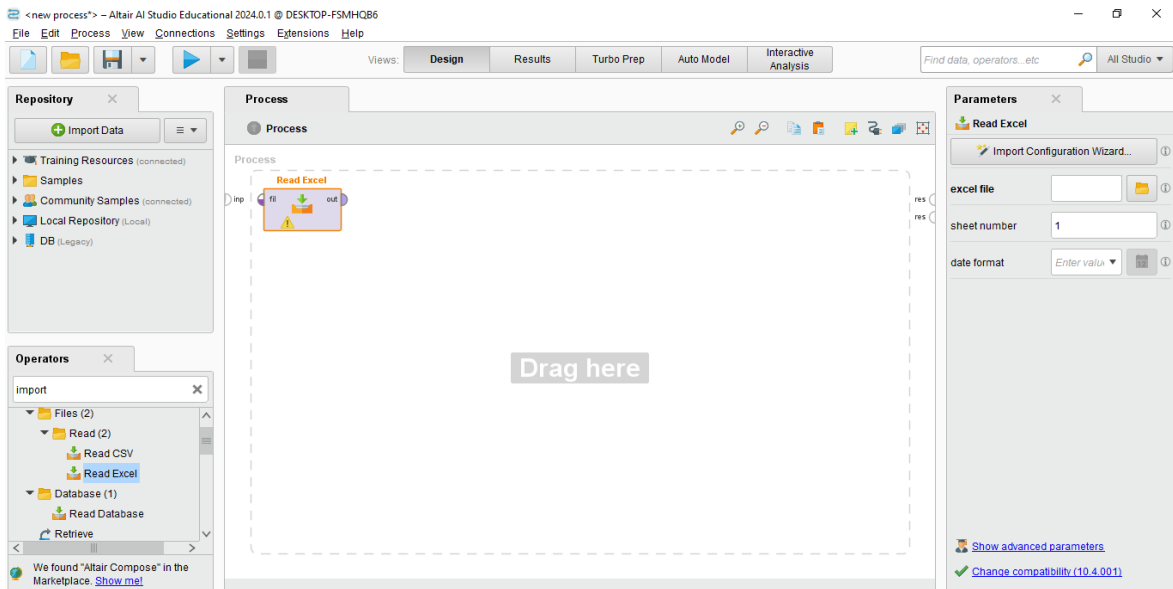 <new process*> – Altair AI Studio Educational 2024.0.1 @ DESKTOP-FSMHQB6
File Edit Process View Connections Settings Extensions Help
Views: Design Results Turbo Prep Auto Model Interactive Analysis Find data, operators...etc All Studio
Repository
Import Data
Training Resources (connected)
Samples
Community Samples (connected)
Local Repository (Local)
DB (Legacy)
Operators
import
Files (2)
Read (2)
Read CSV
Read Excel
Database (1)
Read Database
Retrieve
We found "Altair Compose" in the
Marketplace. Show me!
Process
Process
Process
Read Excel
inp fil out res
res
Drag here
Parameters
Read Excel
Import Configuration Wizard...
excel file
sheet number 1
date format Enter valu
Show advanced parameters
Change compatibility (10.4.001)